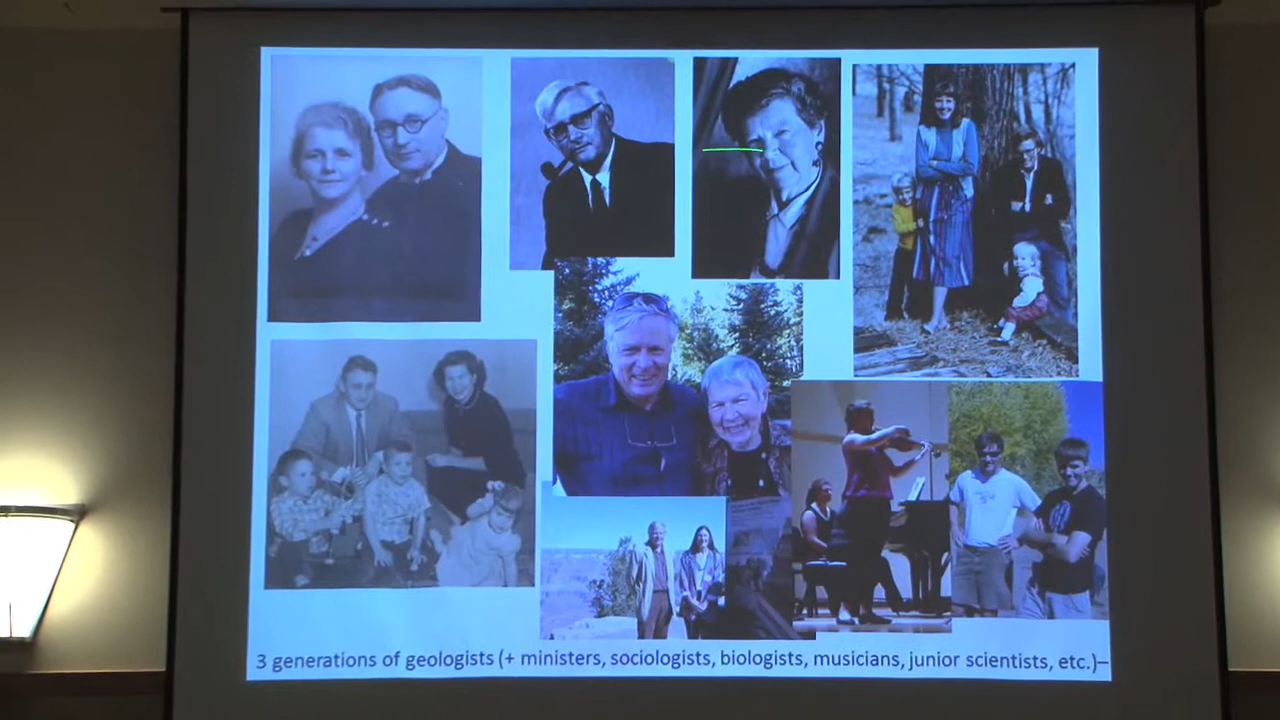 3 generations of geologists (+ ministers, sociologists, biologists, musicians, junior scientists, etc.)–